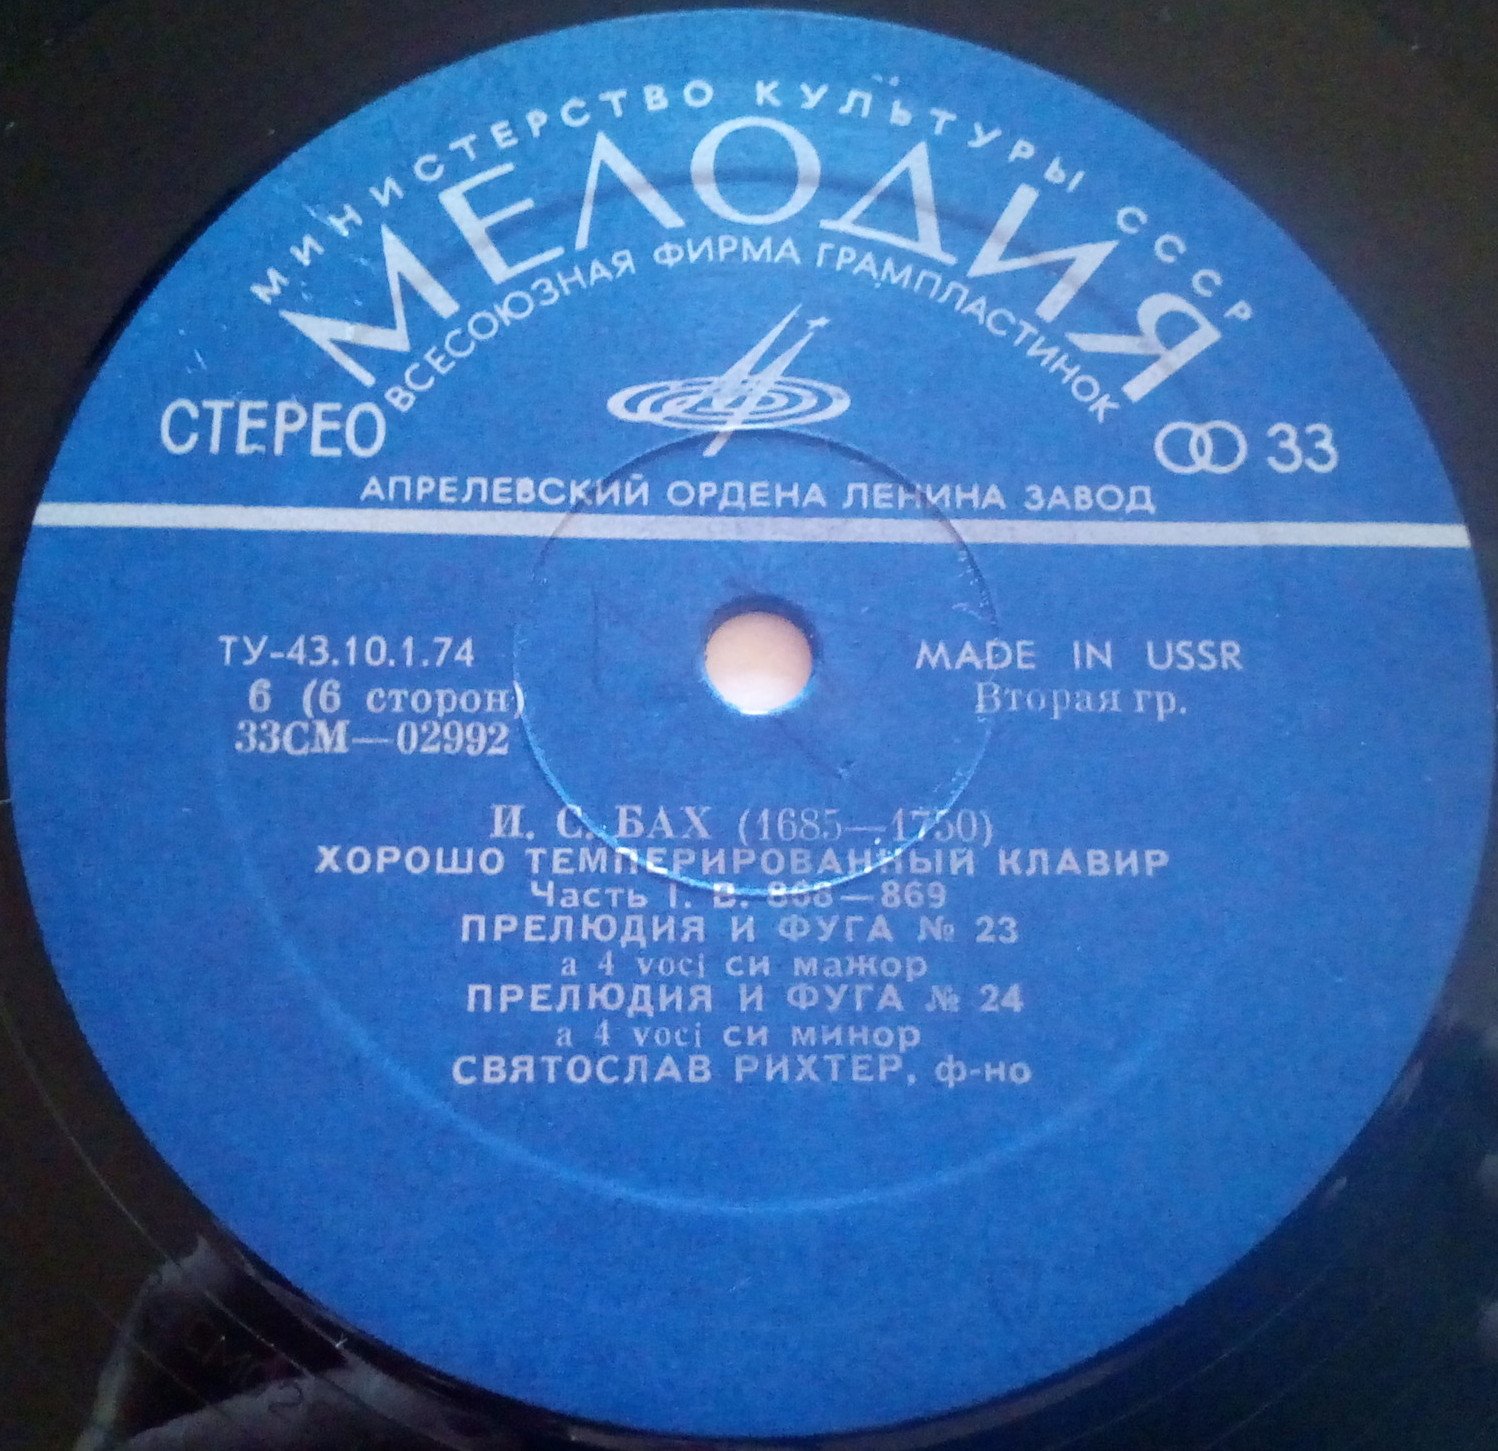 МИНИСТЕРСТВО КУЛЬТУРЫ СССР
МЕЛОДИЯ
ВСЕСОЮЗНАЯ ФИРМА ГРАМПЛАСТИНОК
СТЕРЕО
33
АПРЕЛЕВСКИЙ ОРДЕНА ЛЕНИНА ЗАВОД
ТУ-43.10.1.74
6 (6 сторон)
33СМ—02992
MADE IN USSR
Вторая гр.
И. С. БАХ (1685—1750)
ХОРОШО ТЕМПЕРИРОВАННЫЙ КЛАВИР
Часть I. В. 868—869
ПРЕЛЮДИЯ И ФУГА № 23
a 4 voci си мажор
ПРЕЛЮДИЯ И ФУГА № 24
a 4 voci си минор
СВЯТОСЛАВ РИХТЕР, ф-но